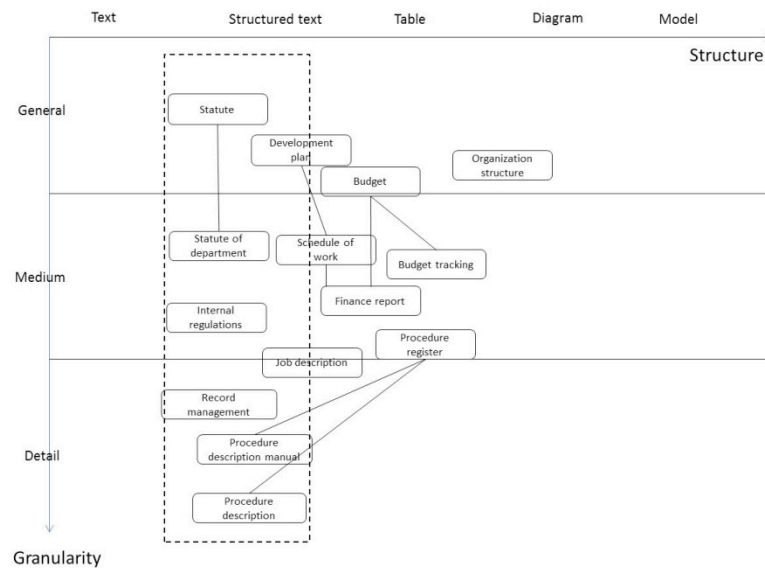 Text Structured text Table Diagram Model
Structure
General
Statute
Development
plan
Budget
Organization
structure
Medium
Statute of
department
Schedule of
work
Budget tracking
Finance report
Internal
regulations
Procedure
register
Job description
Record
management
Detail
Procedure
description manual
Procedure
description
Granularity